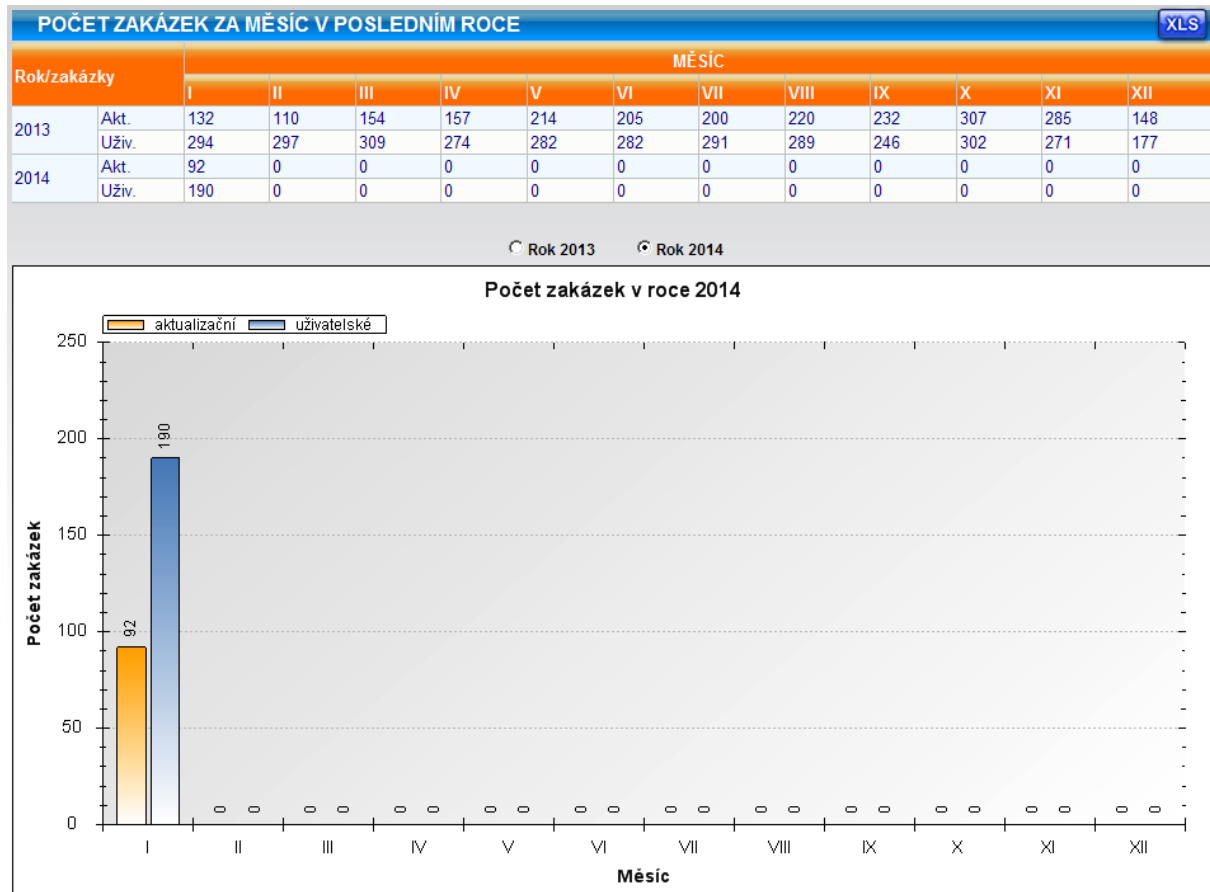 POČET ZAKÁZEK ZA MĚSÍC V POSLEDNÍM ROCE XLS
Rok/zakázky MĚSÍC
I II III IV V VI VII VIII IX X XI XII
2013 Akt. 132 110 154 157 214 205 200 220 232 307 285 148
Uživ. 294 297 309 274 282 282 291 289 246 302 271 177
2014 Akt. 92 0 0 0 0 0 0 0 0 0 0 0
Uživ. 190 0 0 0 0 0 0 0 0 0 0 0
Rok 2013 Rok 2014
Počet zakázek v roce 2014
aktualizační uživatelské
250
200
190
150
Počet zakázek
100
92
50
0 0 0 0 0 0 0 0 0 0 0 0 0 0 0 0 0 0 0 0 0 0
0
I II III IV V VI VII VIII IX X XI XII
Měsíc